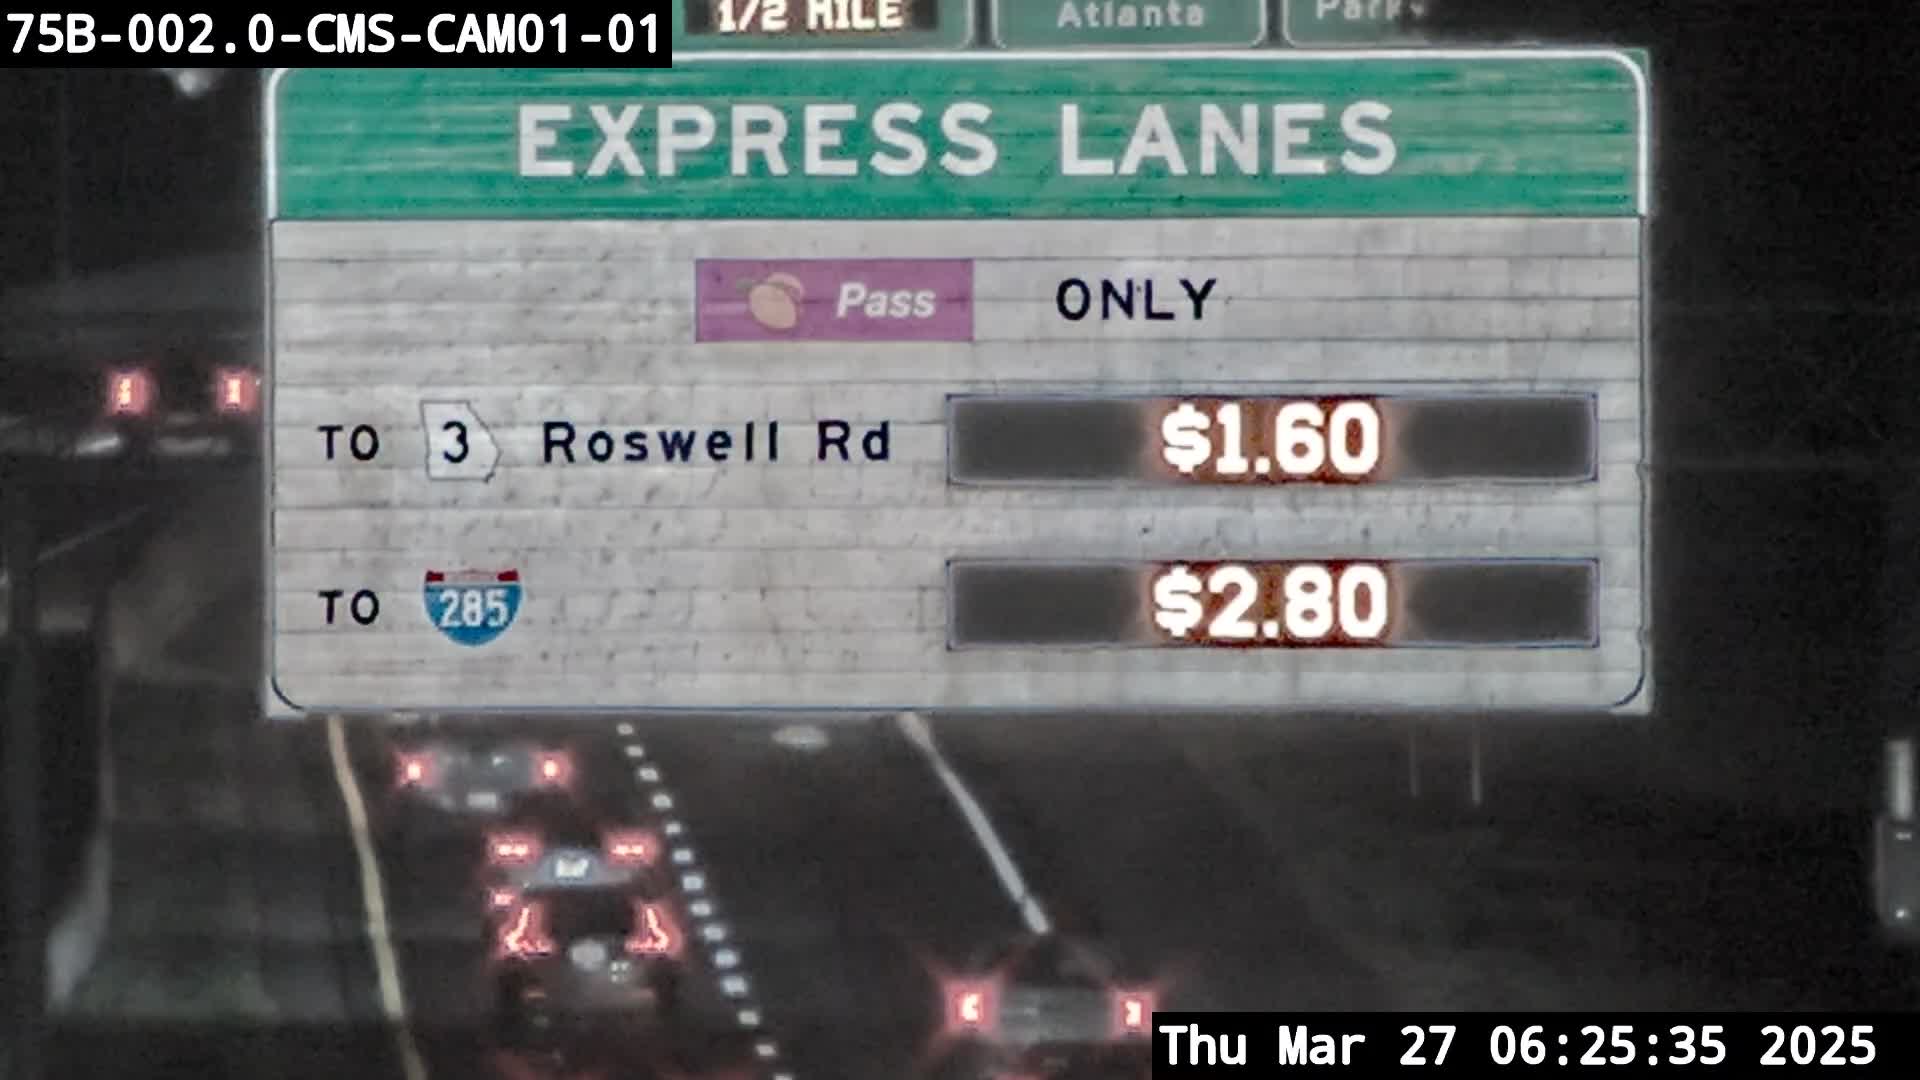 75B-002.0-CMS-CAM01-01
1/2 MILE
Atlanta
EXPRESS LANES
Pass ONLY
TO 3 Roswell Rd $1.60
TO 285 $2.80
Thu Mar 27 06:25:35 2025